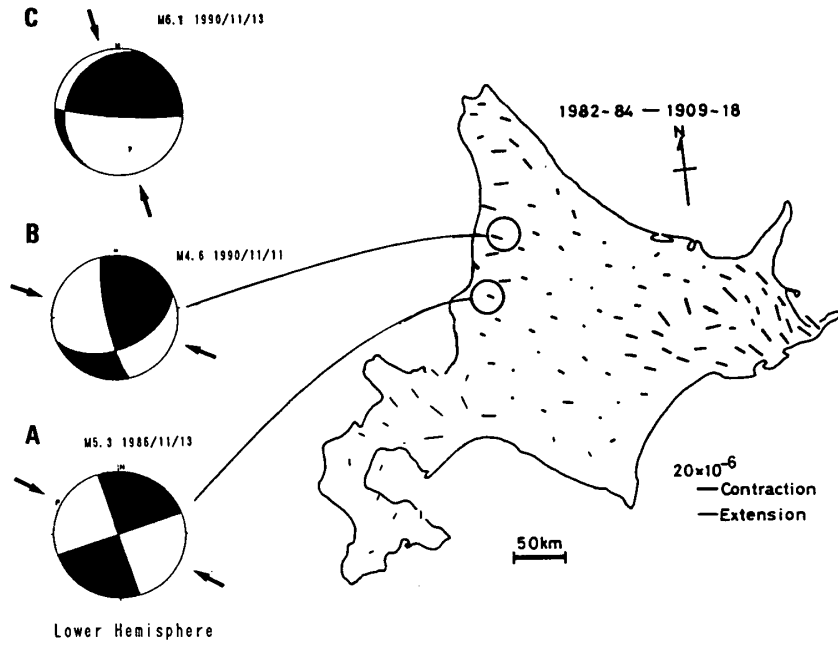 C
M6.1 1990/11/13
N
P
1982-84 — 1909-18
N
B
M4.6 1990/11/11
A
M5.3 1986/11/13
N
P
20×10⁻⁶
Contraction
Extension
50km
Lower Hemisphere